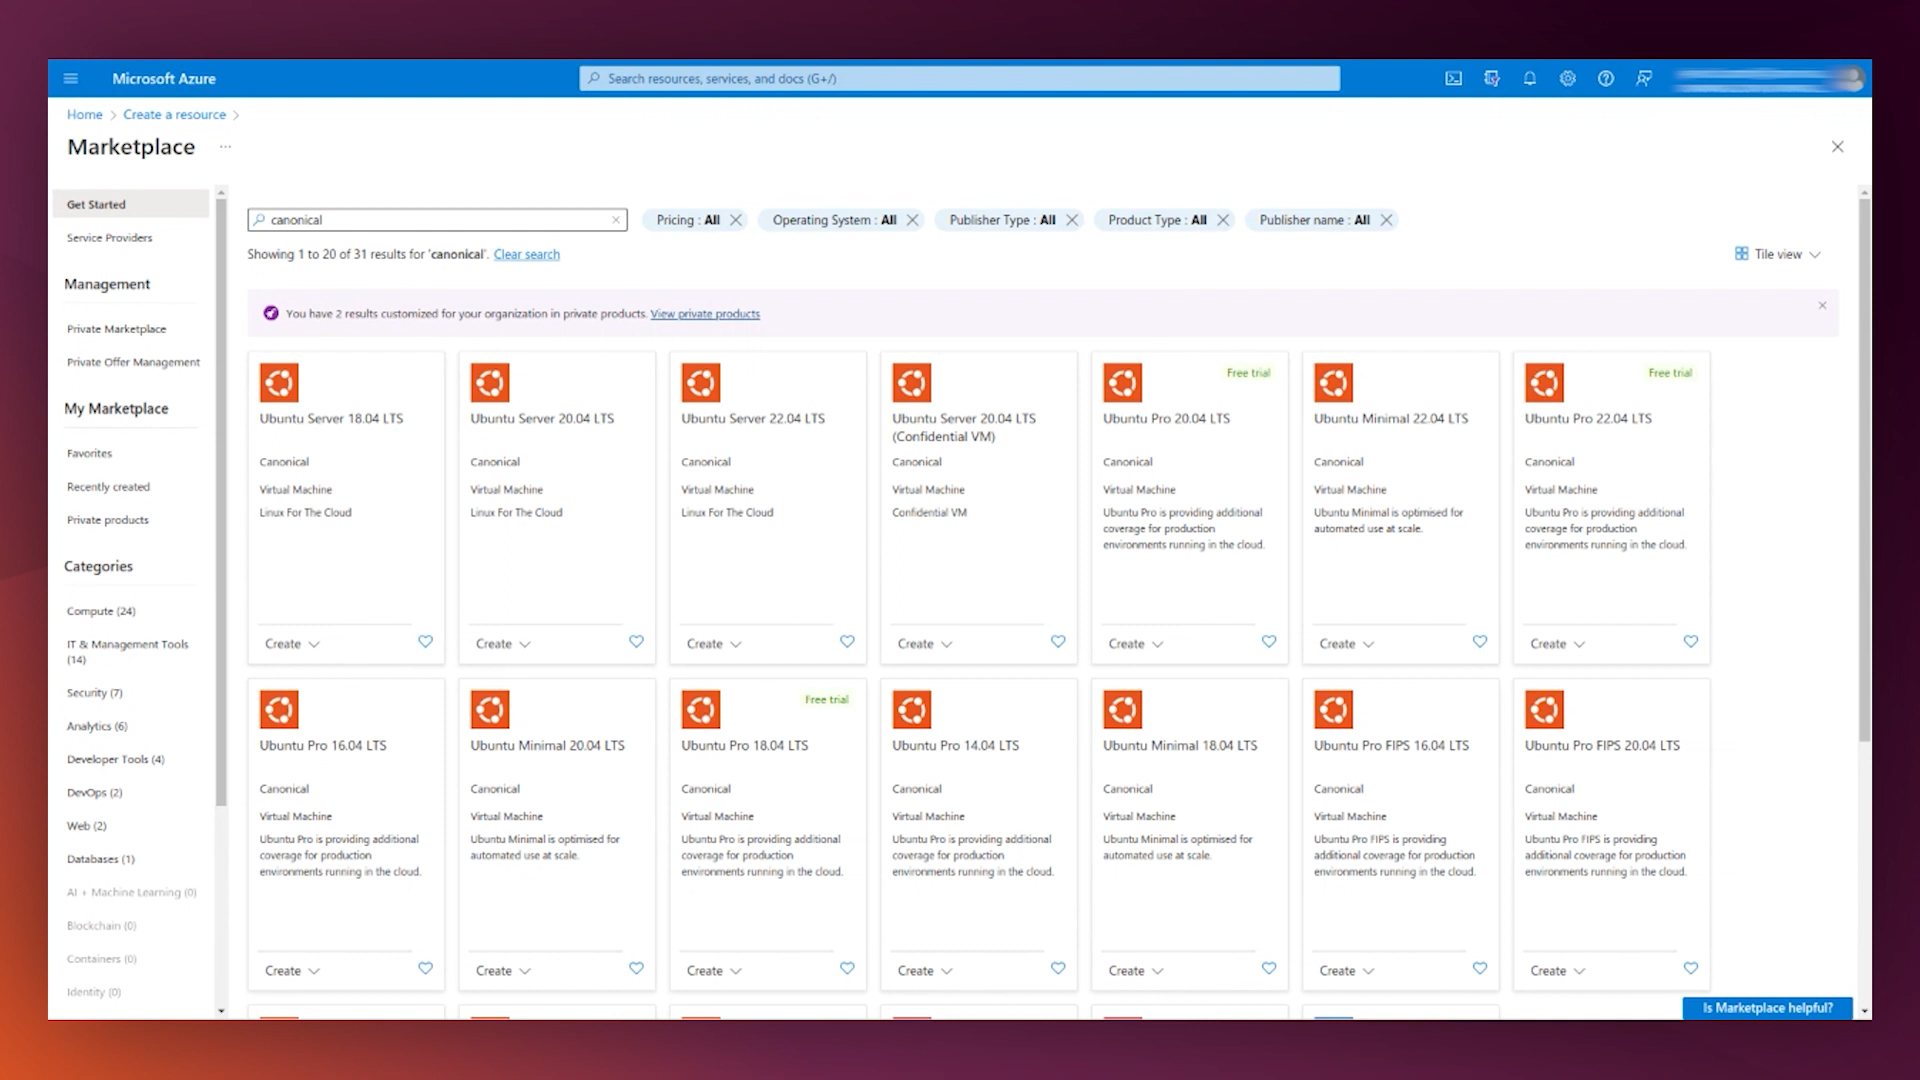 Microsoft Azure
Search resources, services, and docs (G+/)
Home > Create a resource >
Marketplace ...
Get Started
Service Providers
Management
Private Marketplace
Private Offer Management
My Marketplace
Favorites
Recently created
Private products
Categories
Compute (24)
IT & Management Tools
(14)
Security (7)
Analytics (6)
Developer Tools (4)
DevOps (2)
Web (2)
Databases (1)
AI + Machine Learning (0)
Blockchain (0)
Containers (0)
Identity (0)
canonical
Pricing : All
Operating System : All
Publisher Type : All
Product Type : All
Publisher name : All
Showing 1 to 20 of 31 results for 'canonical'. Clear search
Tile view
You have 2 results customized for your organization in private products. View private products
Ubuntu Server 18.04 LTS
Canonical
Virtual Machine
Linux For The Cloud
Create
Ubuntu Server 20.04 LTS
Canonical
Virtual Machine
Linux For The Cloud
Create
Ubuntu Server 22.04 LTS
Canonical
Virtual Machine
Linux For The Cloud
Create
Ubuntu Server 20.04 LTS
(Confidential VM)
Canonical
Virtual Machine
Confidential VM
Create
Free trial
Ubuntu Pro 20.04 LTS
Canonical
Virtual Machine
Ubuntu Pro is providing additional
coverage for production
environments running in the cloud.
Create
Ubuntu Minimal 22.04 LTS
Canonical
Virtual Machine
Ubuntu Minimal is optimised for
automated use at scale.
Create
Free trial
Ubuntu Pro 22.04 LTS
Canonical
Virtual Machine
Ubuntu Pro is providing additional
coverage for production
environments running in the cloud.
Create
Ubuntu Pro 16.04 LTS
Canonical
Virtual Machine
Ubuntu Pro is providing additional
coverage for production
environments running in the cloud.
Create
Ubuntu Minimal 20.04 LTS
Canonical
Virtual Machine
Ubuntu Minimal is optimised for
automated use at scale.
Create
Free trial
Ubuntu Pro 18.04 LTS
Canonical
Virtual Machine
Ubuntu Pro is providing additional
coverage for production
environments running in the cloud.
Create
Ubuntu Pro 14.04 LTS
Canonical
Virtual Machine
Ubuntu Pro is providing additional
coverage for production
environments running in the cloud.
Create
Ubuntu Minimal 18.04 LTS
Canonical
Virtual Machine
Ubuntu Minimal is optimised for
automated use at scale.
Create
Ubuntu Pro FIPS 16.04 LTS
Canonical
Virtual Machine
Ubuntu Pro FIPS is providing
additional coverage for production
environments running in the cloud.
Create
Ubuntu Pro FIPS 20.04 LTS
Canonical
Virtual Machine
Ubuntu Pro FIPS is providing
additional coverage for production
environments running in the cloud.
Create
Is Marketplace helpful?